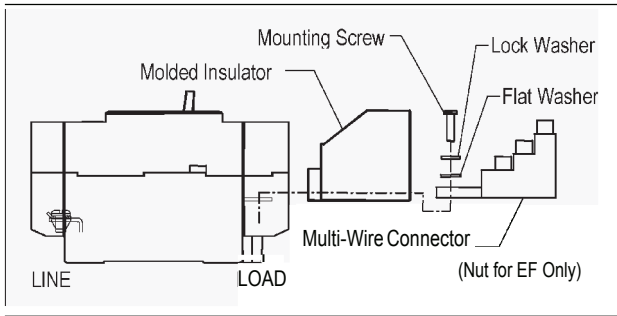 Mounting Screw
Lock Washer
Molded Insulator
Flat Washer
Multi-Wire Connector
(Nut for EF Only)
LINE
LOAD